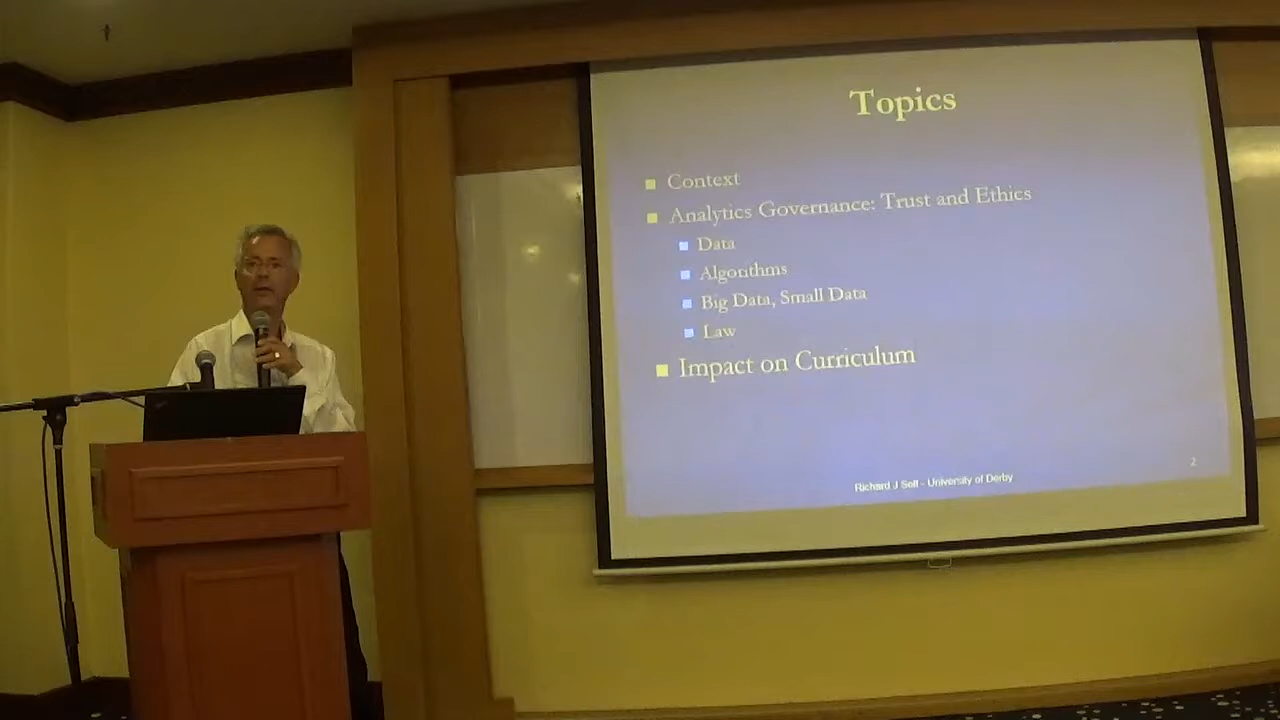 Topics
Context
Analytics Governance: Trust and Ethics
Data
Algorithms
Big Data, Small Data
Law
Impact on Curriculum
Richard J Self - University of Derby
2